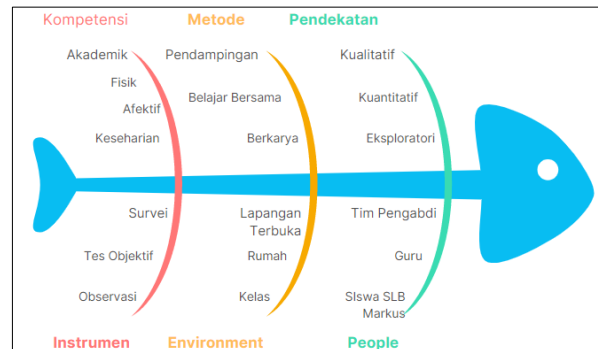 Kompetensi
Metode
Pendekatan
Akademik
Fisik
Afektif
Keseharian
Pendampingan
Belajar Bersama
Berkarya
Kualitatif
Kuantitatif
Eksploratori
Survei
Tes Objektif
Observasi
Lapangan
Terbuka
Rumah
Kelas
Tim Pengabdi
Guru
SIswa SLB
Markus
Instrumen
Environment
People